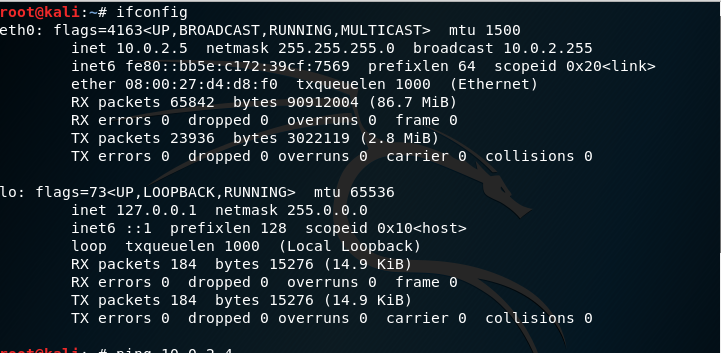 root@kali:~# ifconfig
eth0: flags=4163<UP,BROADCAST,RUNNING,MULTICAST>  mtu 1500
        inet 10.0.2.5  netmask 255.255.255.0  broadcast 10.0.2.255
        inet6 fe80::bb5e:c172:39cf:7569  prefixlen 64  scopeid 0x20<link>
        ether 08:00:27:d4:d8:f0  txqueuelen 1000  (Ethernet)
        RX packets 65842  bytes 90912004 (86.7 MiB)
        RX errors 0  dropped 0  overruns 0  frame 0
        TX packets 23936  bytes 3022119 (2.8 MiB)
        TX errors 0  dropped 0 overruns 0  carrier 0  collisions 0
lo: flags=73<UP,LOOPBACK,RUNNING>  mtu 65536
        inet 127.0.0.1  netmask 255.0.0.0
        inet6 ::1  prefixlen 128  scopeid 0x10<host>
        loop  txqueuelen 1000  (Local Loopback)
        RX packets 184  bytes 15276 (14.9 KiB)
        RX errors 0  dropped 0  overruns 0  frame 0
        TX packets 184  bytes 15276 (14.9 KiB)
        TX errors 0  dropped 0 overruns 0  carrier 0  collisions 0
root@kali:~# ping 10.0.2.4